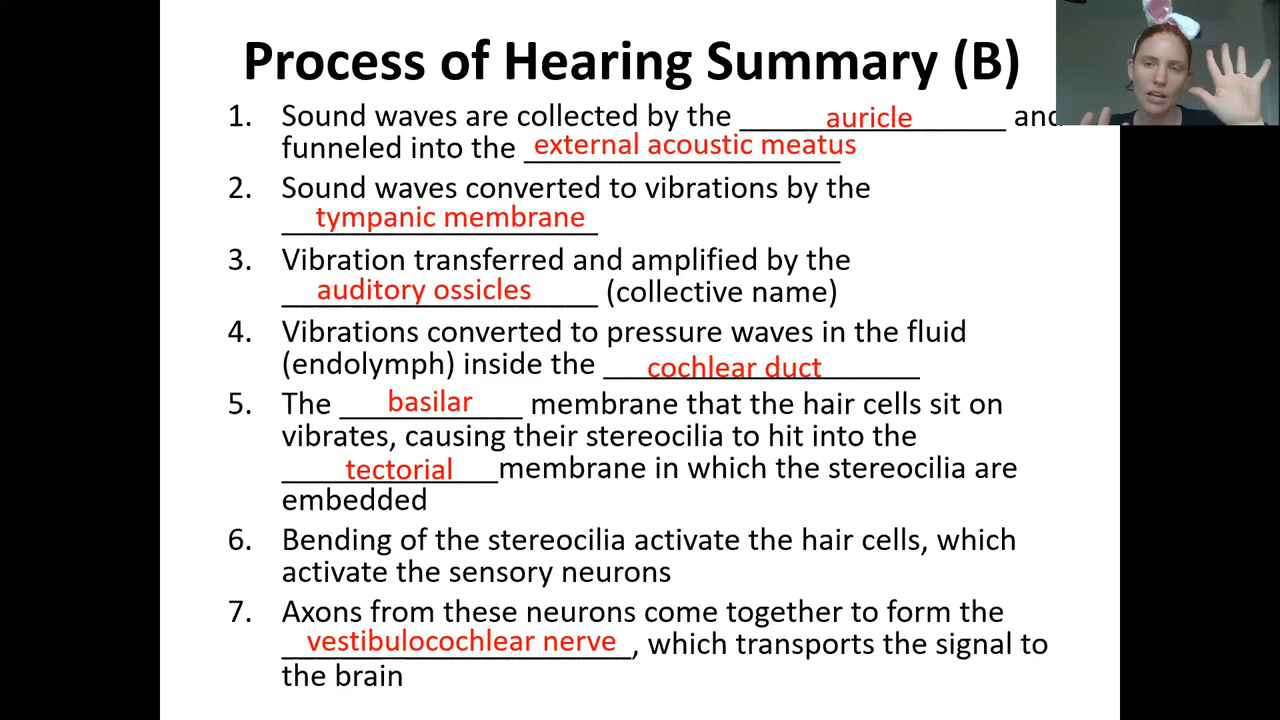 Process of Hearing Summary (B)
1. Sound waves are collected by the auricle and
funneled into the external acoustic meatus
2. Sound waves converted to vibrations by the
tympanic membrane
3. Vibration transferred and amplified by the
auditory ossicles (collective name)
4. Vibrations converted to pressure waves in the fluid
(endolymph) inside the cochlear duct
5. The basilar membrane that the hair cells sit on
vibrates, causing their stereocilia to hit into the
tectorial membrane in which the stereocilia are
embedded
6. Bending of the stereocilia activate the hair cells, which
activate the sensory neurons
7. Axons from these neurons come together to form the
vestibulocochlear nerve, which transports the signal to
the brain